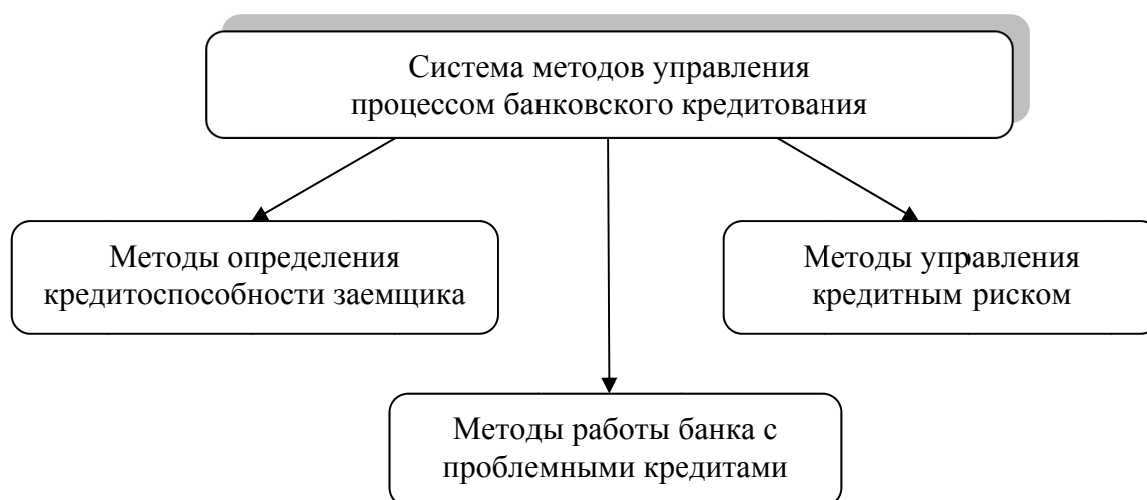 Система методов управления
процессом банковского кредитования
Методы определения
кредитоспособности заемщика
Методы управления
кредитным риском
Методы работы банка с
проблемными кредитами